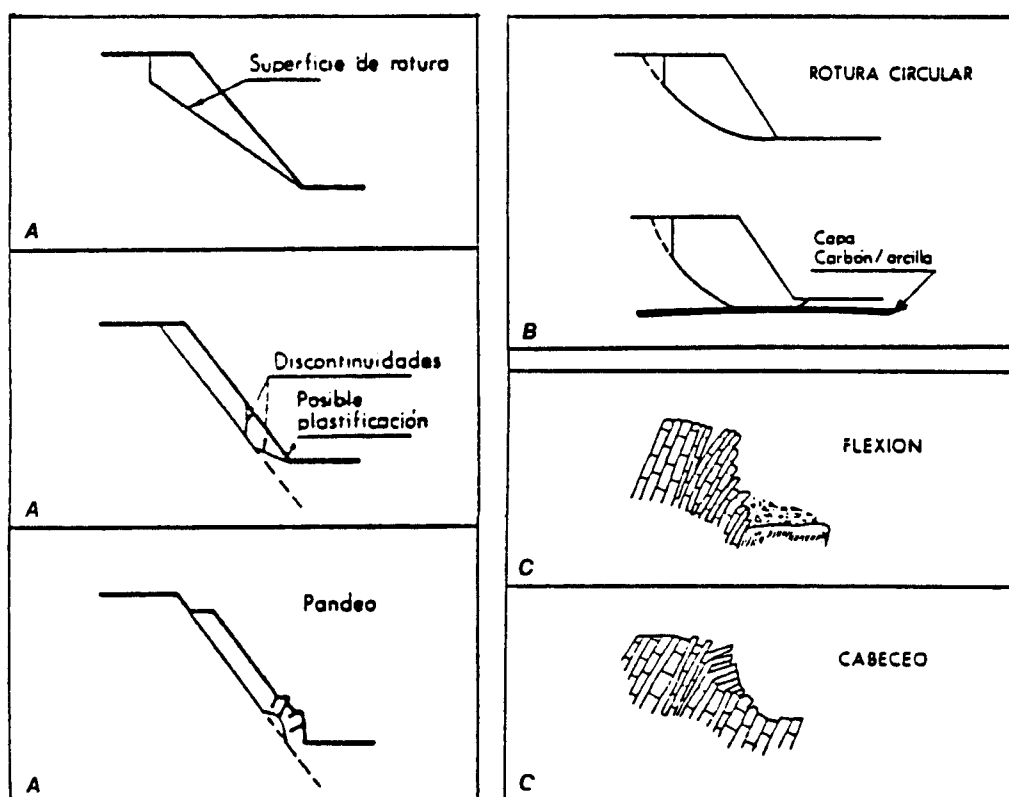 Superficie de rotura
A
Discontinuidades
Posible
plastificación
A
Pandeo
A
ROTURA CIRCULAR
Capa
Carbón/arcilla
B
FLEXION
C
CABECEO
C